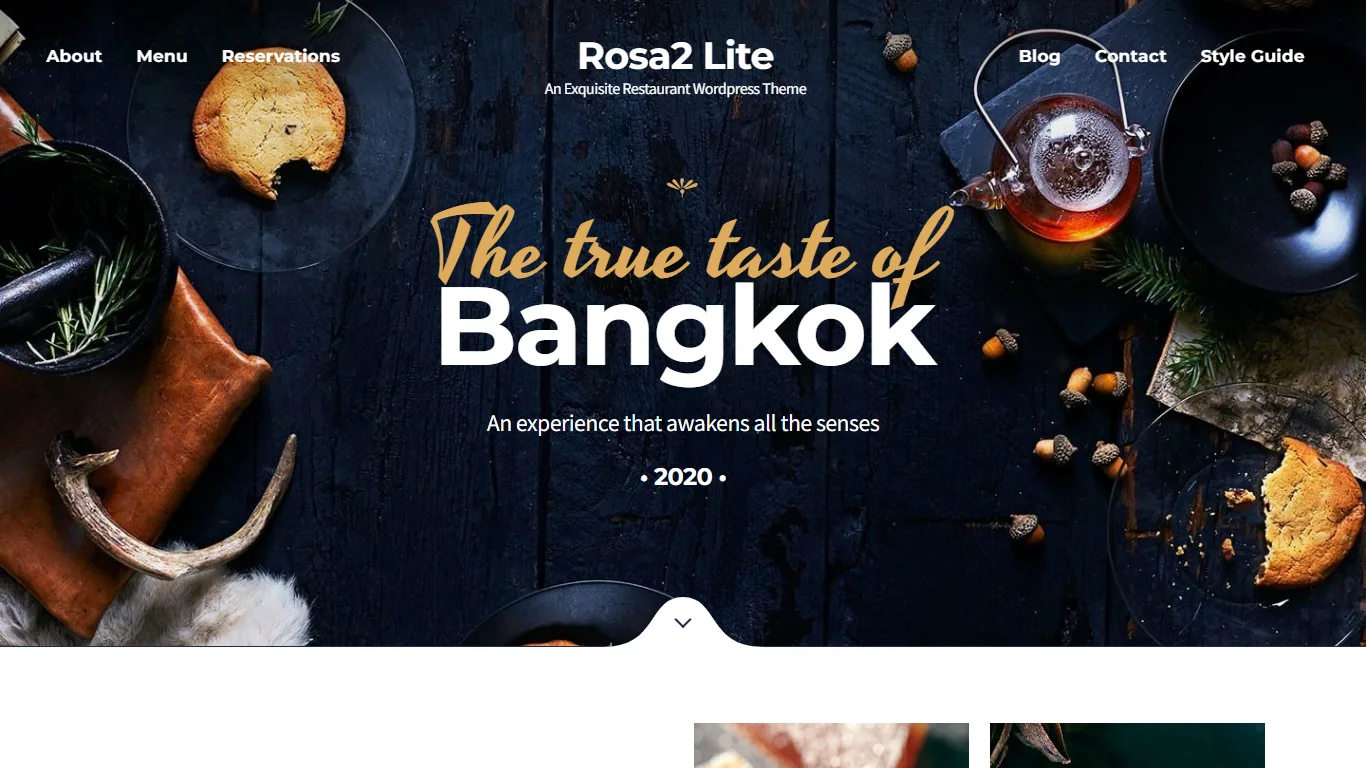 About Menu Reservations
Rosa2 Lite
An Exquisite Restaurant Wordpress Theme
Blog Contact Style Guide
The true taste of
Bangkok
An experience that awakens all the senses
• 2020 •